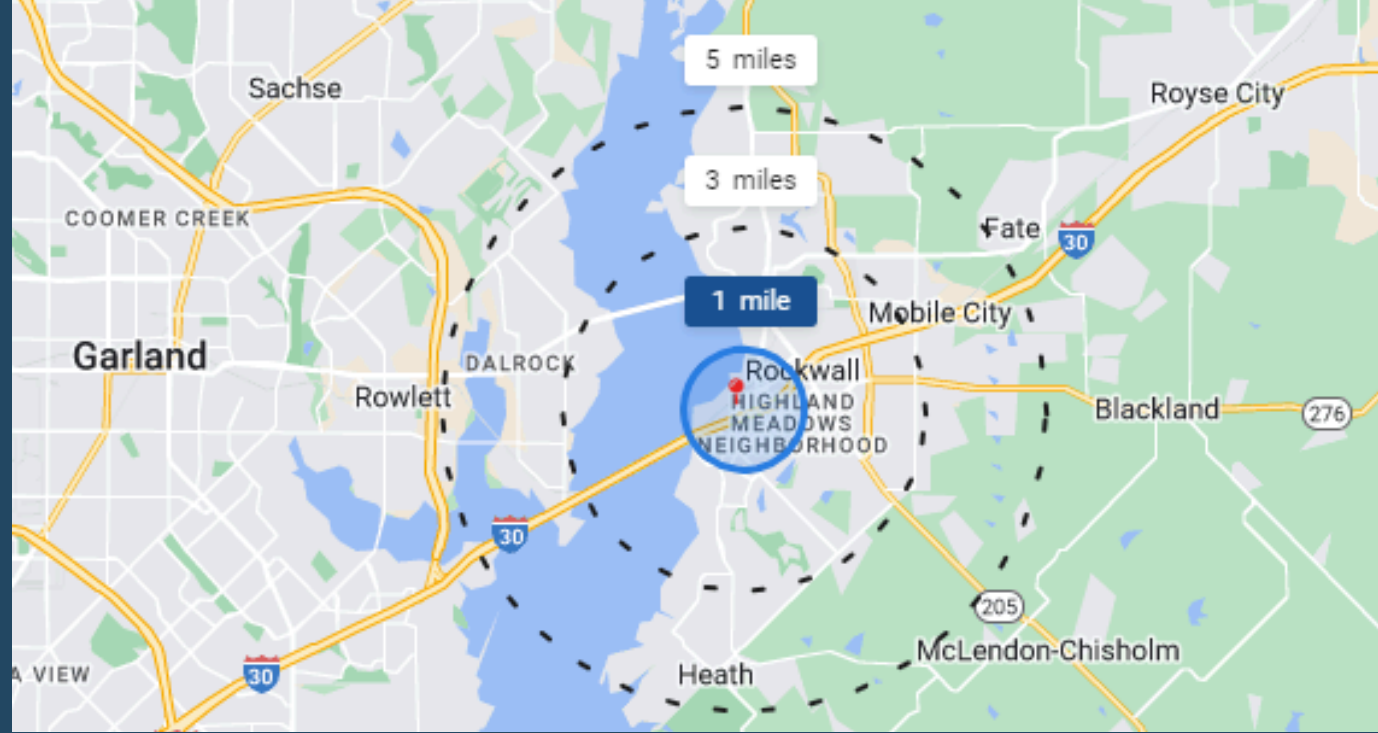 5 miles
Sachse
Royse City
3 miles
COOMER CREEK
Fate
30
1 mile
Mobile City
Garland
DALROCK
Rockwall
Rowlett
HIGHLAND
MEADOWS
NEIGHBORHOOD
Blackland
276
30
205
McLendon-Chisholm
A VIEW
30
Heath